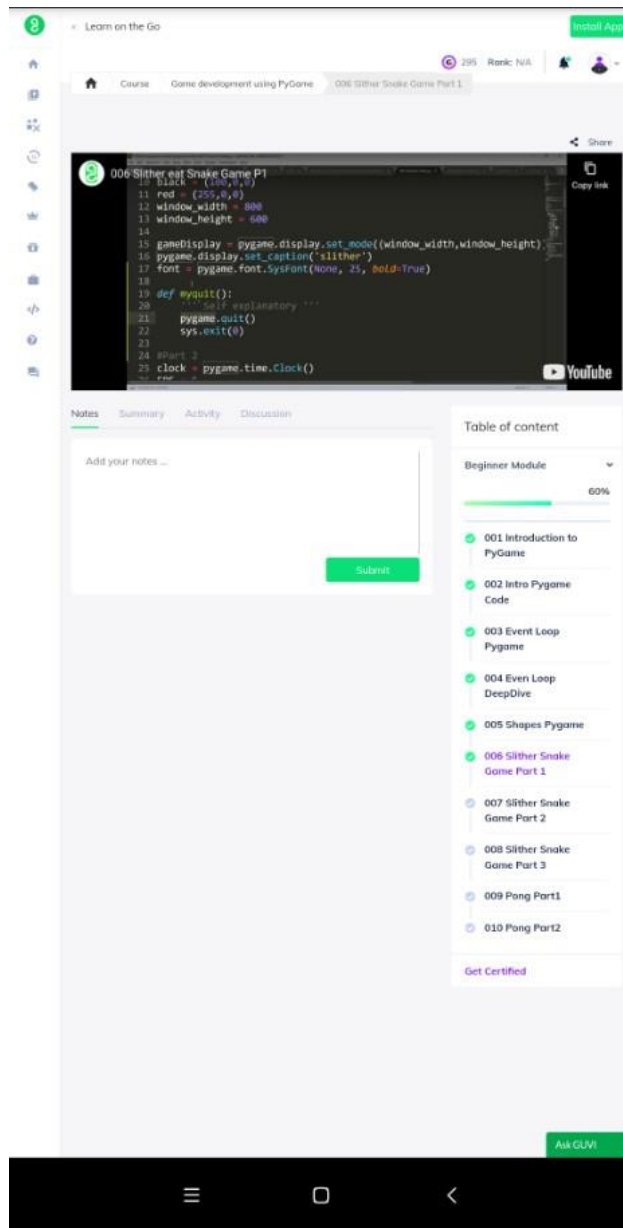 < Learn on the Go
Install App
295 Rank: N/A
Course Game development using PyGame 006 Slither Snake Game Part 1
Share
006 Slither eat Snake Game P1
Copy link
10 black = (100,0,0)
11 red = (255,0,0)
12 window_width = 800
13 window_height = 600
14
15 gameDisplay = pygame.display.set_mode((window_width,window_height)
16 pygame.display.set_caption('slither')
17 font = pygame.font.SysFont(None, 25, bold=True)
18
19 def myquit():
20 ''' Self explanatory '''
21 pygame.quit()
22 sys.exit(0)
23
24 #Part 2
25 clock = pygame.time.Clock()
YouTube
Notes Summary Activity Discussion
Add your notes ...
Submit
Table of content
Beginner Module
60%
001 Introduction to
PyGame
002 Intro Pygame
Code
003 Event Loop
Pygame
004 Even Loop
DeepDive
005 Shapes Pygame
006 Slither Snake
Game Part 1
007 Slither Snake
Game Part 2
008 Slither Snake
Game Part 3
009 Pong Part1
010 Pong Part2
Get Certified
Ask GUVI